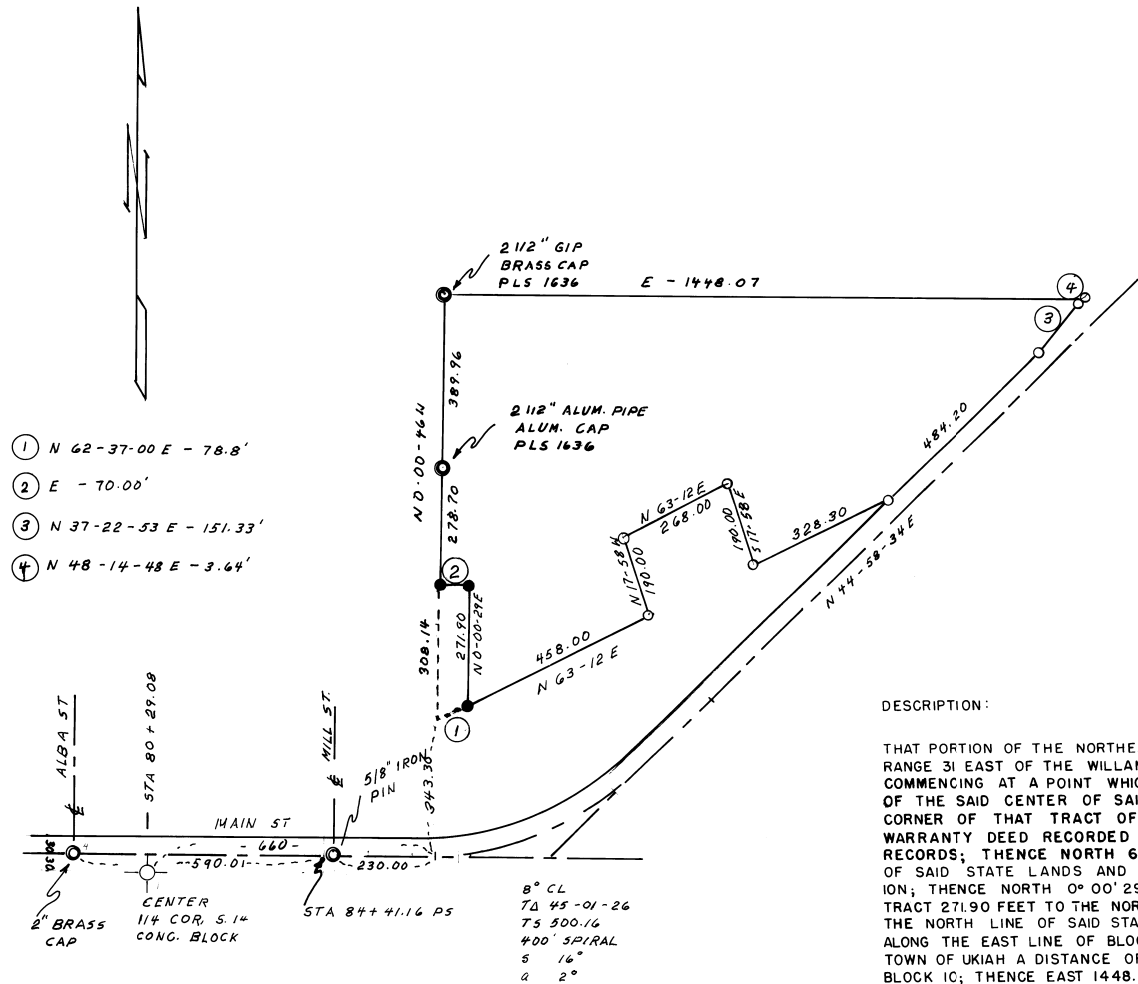 2 1/2" GIP
BRASS CAP
PLS 1636
E - 1448.07
4
3
389.96
N 0-00-46 W
2 1/2" ALUM. PIPE
ALUM. CAP
PLS 1636
484.20
1 N 62-37-00 E - 78.8'
2 E - 70.00'
3 N 37-22-53 E - 151.33'
4 N 48-14-48 E - 3.64'
278.70
N 63-12 E
268.00
S 17-58 E
190.00
328.30
N 17-58 W
190.00
N 44-58-34 E
2
308.14
271.90
N 0-00-29 E
458.00
N 63-12 E
1
343.30
ALBA ST
STA 80 + 29.08
MILL ST.
5/8" IRON
PIN
MAIN ST
660
30 30
590.01
230.00
2" BRASS
CAP
CENTER
1/4 COR. S. 14
CONC. BLOCK
STA 84+41.16 PS
8° CL
TΔ 45-01-26
TS 500.16
400' SPIRAL
S 16°
a 2°
DESCRIPTION:
THAT PORTION OF THE NORTHE
RANGE 31 EAST OF THE WILLAM
COMMENCING AT A POINT WHIC
OF THE SAID CENTER OF SAI
CORNER OF THAT TRACT OF
WARRANTY DEED RECORDED
RECORDS; THENCE NORTH 6
OF SAID STATE LANDS AND
ION; THENCE NORTH 0° 00' 29
TRACT 271.90 FEET TO THE NOR
THE NORTH LINE OF SAID STA
ALONG THE EAST LINE OF BLOC
TOWN OF UKIAH A DISTANCE OF
BLOCK 10; THENCE EAST 1448.